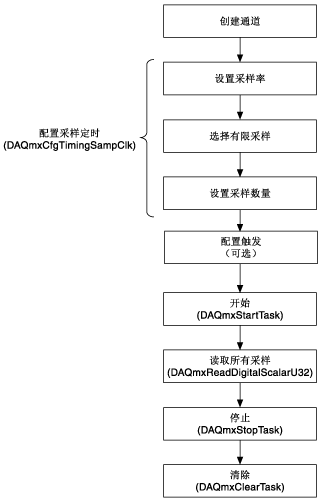 创建通道
设置采样率
配置采样定时
(DAQmxCfgTimingSampClk)
选择有限采样
设置采样数量
配置触发
（可选）
开始
(DAQmxStartTask)
读取所有采样
(DAQmxReadDigitalScalarU32)
停止
(DAQmxStopTask)
清除
(DAQmxClearTask)